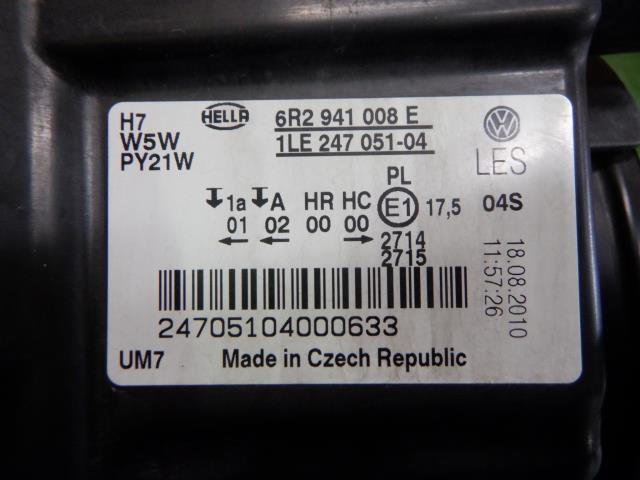 H7
W5W
PY21W
HELLA
6R2 941 008 E
1LE 247 051-04
VW
LES
04S
1a A HR HC
01 02 00 00
PL
E1 17,5
2714
2715
18.08.2010
11:57:26
24705104000633
UM7 Made in Czech Republic